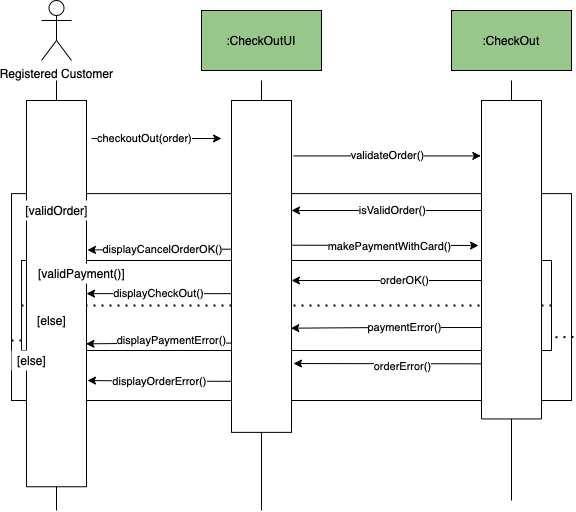 :CheckOutUI
:CheckOut
Registered Customer
checkoutOut(order)
validateOrder()
[validOrder]
isValidOrder()
displayCancelOrderOK()
makePaymentWithCard()
[validPayment()]
orderOK()
displayCheckOut()
[else]
paymentError()
displayPaymentError()
[else]
orderError()
displayOrderError()